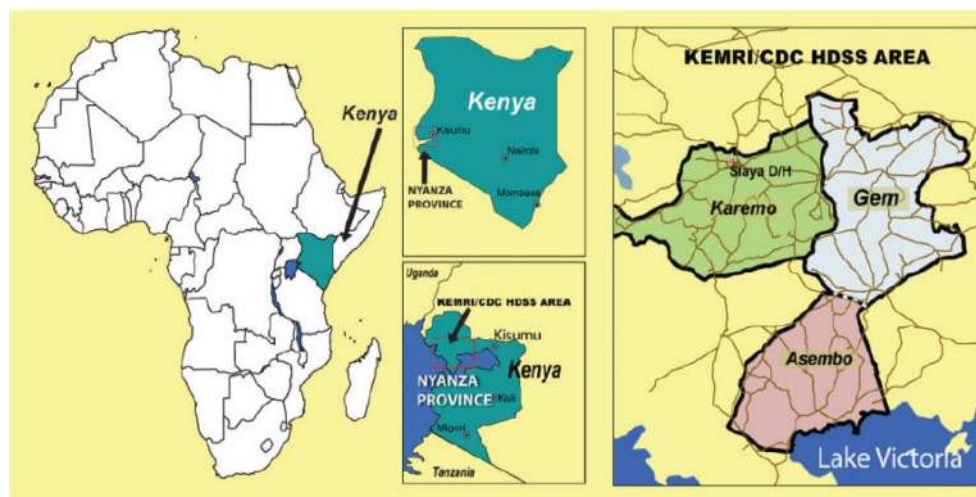 Kenya
Kenya
Kisumu
Nairobi
NYANZA
PROVINCE
Mombasa
Uganda
KEMRI/CDC HDSS AREA
Kisumu
Kenya
NYANZA
PROVINCE
Kisii
Migori
Tanzania
KEMRI/CDC HDSS AREA
Siaya D/H
Karemo
Gem
Asembo
Lake Victoria